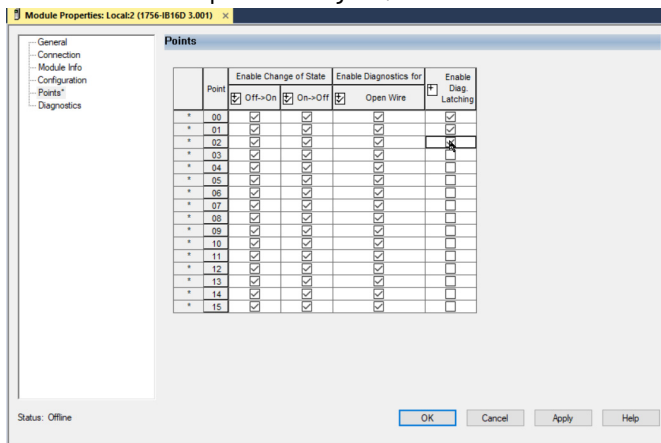 Module Properties: Local:2 (1756-IB16D 3.001) ×
General
Connection
Module Info
Configuration
Points*
Diagnostics
Points
Point
Enable Change of State
Off->On
On->Off
Enable Diagnostics for
Open Wire
Enable
Diag.
Latching
* 00
* 01
* 02
* 03
* 04
* 05
* 06
* 07
* 08
* 09
* 10
* 11
* 12
* 13
* 14
* 15
Status: Offline
OK
Cancel
Apply
Help